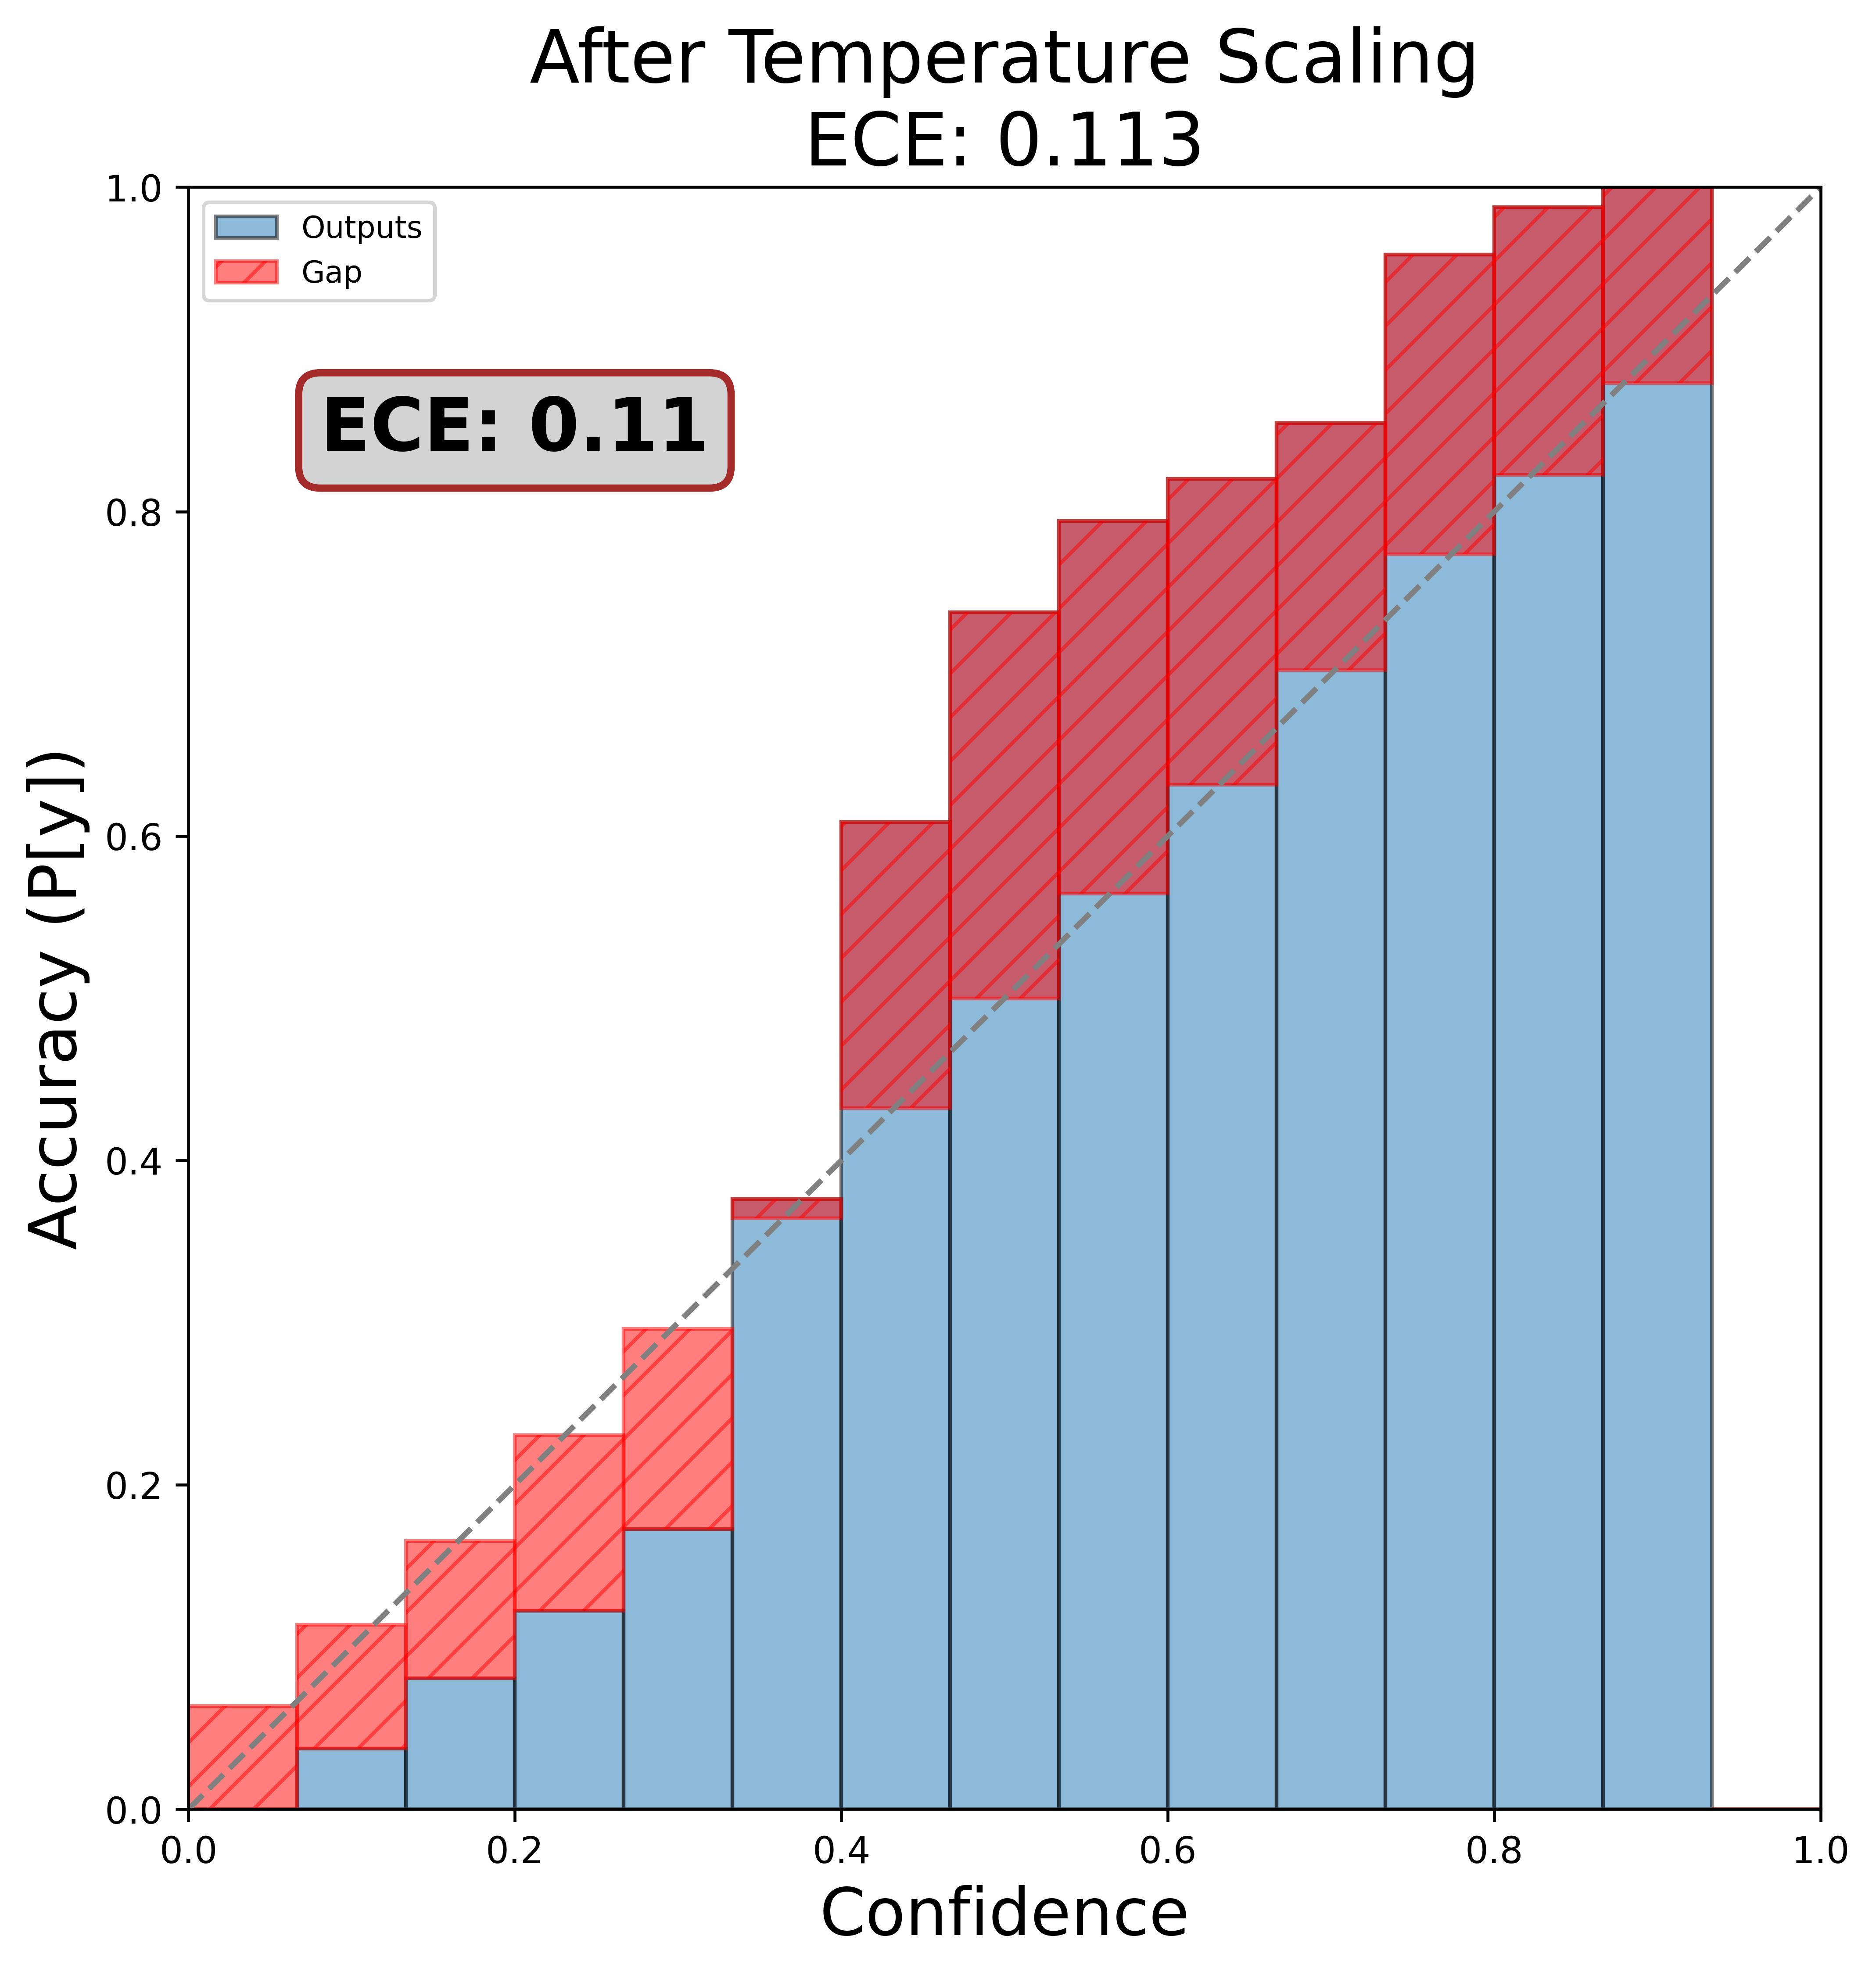 After Temperature Scaling
ECE: 0.113
1.0
0.8
0.6
0.4
0.2
0.0
Accuracy (P[y])
Outputs
Gap
ECE: 0.11
0.0
0.2
0.4
0.6
0.8
1.0
Confidence